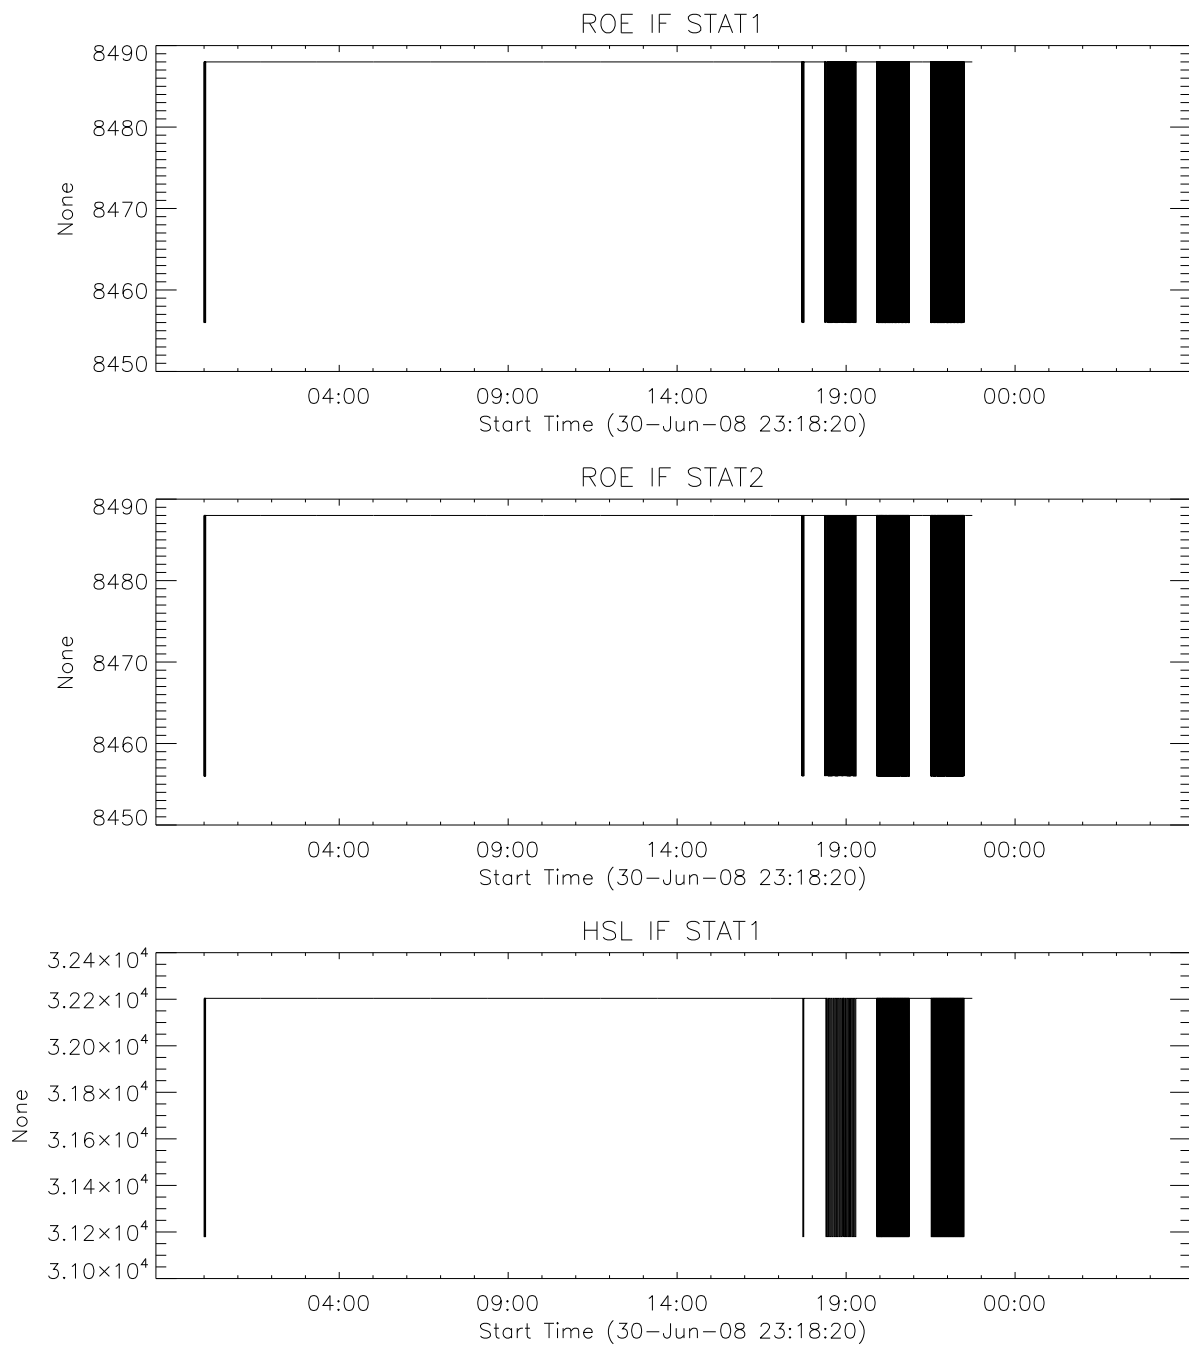 ROE IF STAT1
8490
8480
8470
8460
8450
None
04:00 09:00 14:00 19:00 00:00
Start Time (30-Jun-08 23:18:20)
ROE IF STAT2
8490
8480
8470
8460
8450
None
04:00 09:00 14:00 19:00 00:00
Start Time (30-Jun-08 23:18:20)
HSL IF STAT1
3.24×10⁴
3.22×10⁴
3.20×10⁴
3.18×10⁴
3.16×10⁴
3.14×10⁴
3.12×10⁴
3.10×10⁴
None
04:00 09:00 14:00 19:00 00:00
Start Time (30-Jun-08 23:18:20)